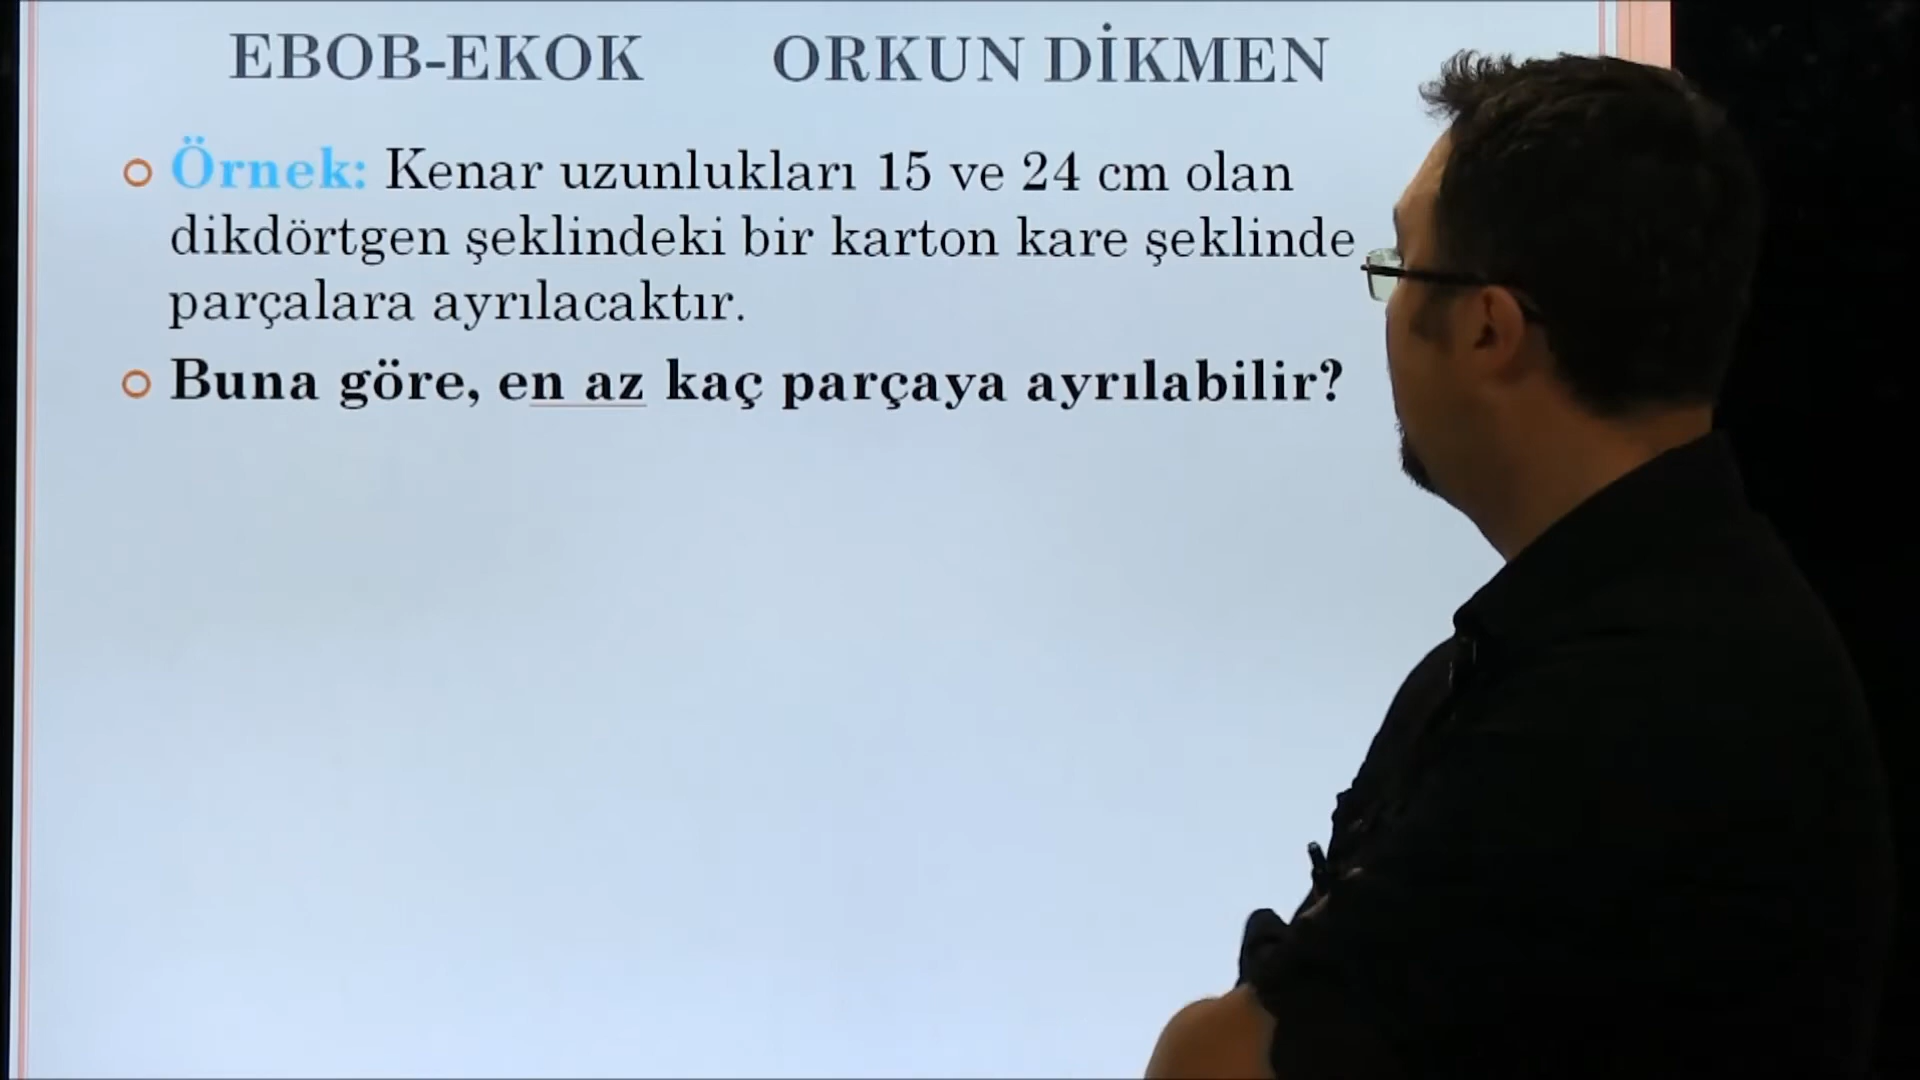 EBOB-EKOK ORKUN DİKMEN
Örnek: Kenar uzunlukları 15 ve 24 cm olan
dikdörtgen şeklindeki bir karton kare şeklinde
parçalara ayrılacaktır.
Buna göre, en az kaç parçaya ayrılabilir?